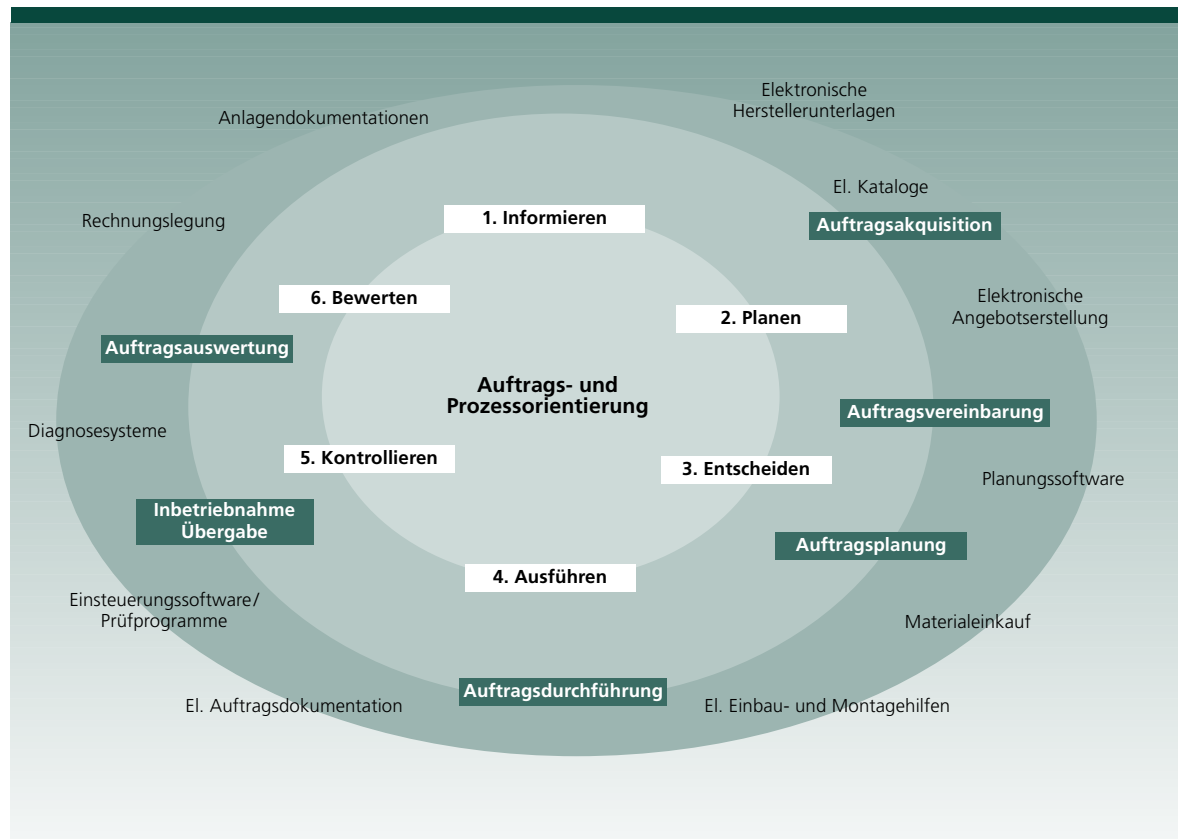 Elektronische
Herstellerunterlagen
Anlagendokumentationen
El. Kataloge
Rechnungslegung
1. Informieren
Auftragsakquisition
6. Bewerten
Elektronische
Angebotserstellung
2. Planen
Auftragsauswertung
Auftrags- und
Prozessorientierung
Auftragsvereinbarung
Diagnosesysteme
5. Kontrollieren
3. Entscheiden
Planungssoftware
Inbetriebnahme
Übergabe
Auftragsplanung
4. Ausführen
Einsteuerungssoftware/
Prüfprogramme
Materialeinkauf
Auftragsdurchführung
El. Auftragsdokumentation
El. Einbau- und Montagehilfen